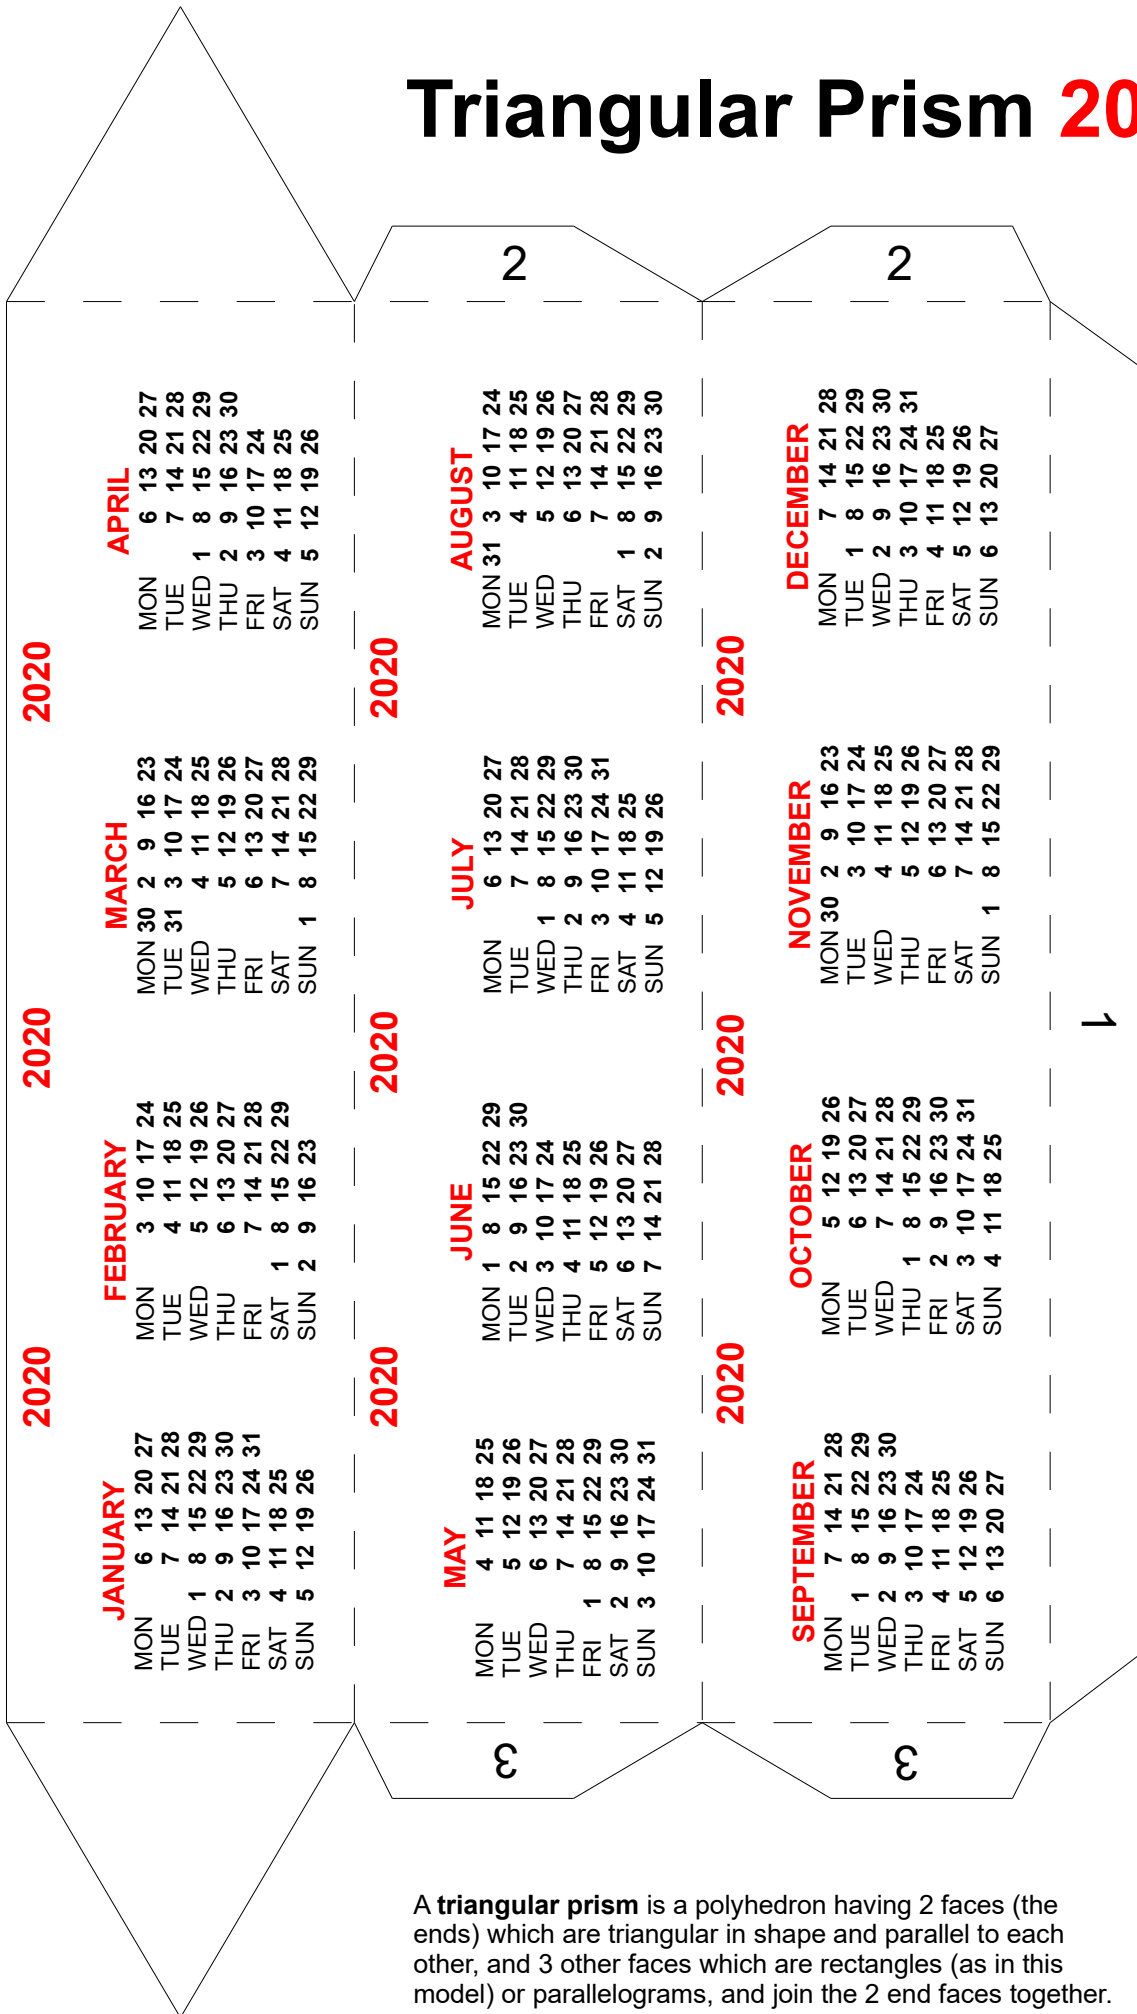 Triangular Prism 20
2
2
2020
2020
2020
JANUARY
MON 6 13 20 27
TUE 7 14 21 28
WED 1 8 15 22 29
THU 2 9 16 23 30
FRI 3 10 17 24 31
SAT 4 11 18 25
SUN 5 12 19 26
FEBRUARY
MON 3 10 17 24
TUE 4 11 18 25
WED 5 12 19 26
THU 6 13 20 27
FRI 7 14 21 28
SAT 1 8 15 22 29
SUN 2 9 16 23
MARCH
MON 30 2 9 16 23
TUE 31 3 10 17 24
WED 4 11 18 25
THU 5 12 19 26
FRI 6 13 20 27
SAT 7 14 21 28
SUN 1 8 15 22 29
APRIL
MON 6 13 20 27
TUE 7 14 21 28
WED 1 8 15 22 29
THU 2 9 16 23 30
FRI 3 10 17 24
SAT 4 11 18 25
SUN 5 12 19 26
2020
2020
2020
MAY
MON 4 11 18 25
TUE 5 12 19 26
WED 6 13 20 27
THU 7 14 21 28
FRI 1 8 15 22 29
SAT 2 9 16 23 30
SUN 3 10 17 24 31
JUNE
MON 1 8 15 22 29
TUE 2 9 16 23 30
WED 3 10 17 24
THU 4 11 18 25
FRI 5 12 19 26
SAT 6 13 20 27
SUN 7 14 21 28
JULY
MON 6 13 20 27
TUE 7 14 21 28
WED 1 8 15 22 29
THU 2 9 16 23 30
FRI 3 10 17 24 31
SAT 4 11 18 25
SUN 5 12 19 26
AUGUST
MON 31 3 10 17 24
TUE 4 11 18 25
WED 5 12 19 26
THU 6 13 20 27
FRI 7 14 21 28
SAT 1 8 15 22 29
SUN 2 9 16 23 30
2020
2020
2020
SEPTEMBER
MON 7 14 21 28
TUE 1 8 15 22 29
WED 2 9 16 23 30
THU 3 10 17 24
FRI 4 11 18 25
SAT 5 12 19 26
SUN 6 13 20 27
OCTOBER
MON 5 12 19 26
TUE 6 13 20 27
WED 7 14 21 28
THU 1 8 15 22 29
FRI 2 9 16 23 30
SAT 3 10 17 24 31
SUN 4 11 18 25
NOVEMBER
MON 30 2 9 16 23
TUE 3 10 17 24
WED 4 11 18 25
THU 5 12 19 26
FRI 6 13 20 27
SAT 7 14 21 28
SUN 1 8 15 22 29
DECEMBER
MON 7 14 21 28
TUE 1 8 15 22 29
WED 2 9 16 23 30
THU 3 10 17 24 31
FRI 4 11 18 25
SAT 5 12 19 26
SUN 6 13 20 27
1
3
3
A triangular prism is a polyhedron having 2 faces (the
ends) which are triangular in shape and parallel to each
other, and 3 other faces which are rectangles (as in this
model) or parallelograms, and join the 2 end faces together.